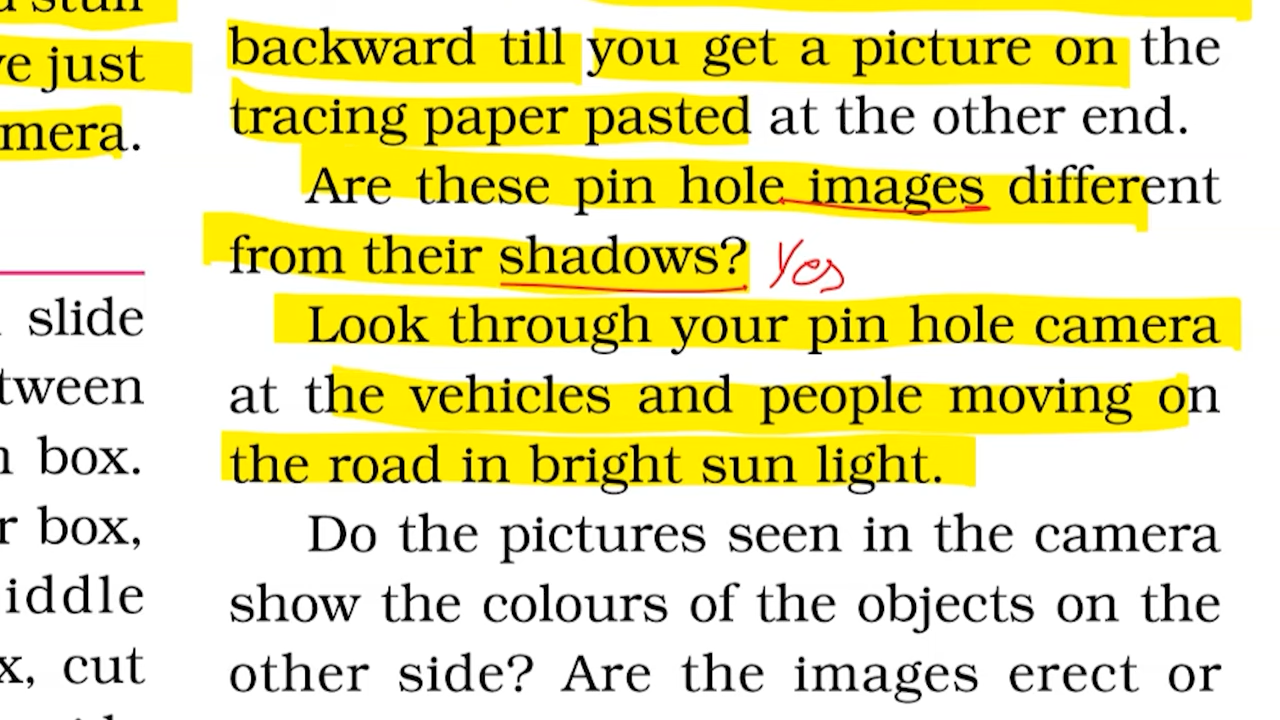 ve just
mera.
slide
tween
box.
r box,
iddle
x, cut
backward till you get a picture on the
tracing paper pasted at the other end.
Are these pin hole images different
from their shadows? Yes
Look through your pin hole camera
at the vehicles and people moving on
the road in bright sun light.
Do the pictures seen in the camera
show the colours of the objects on the
other side? Are the images erect or